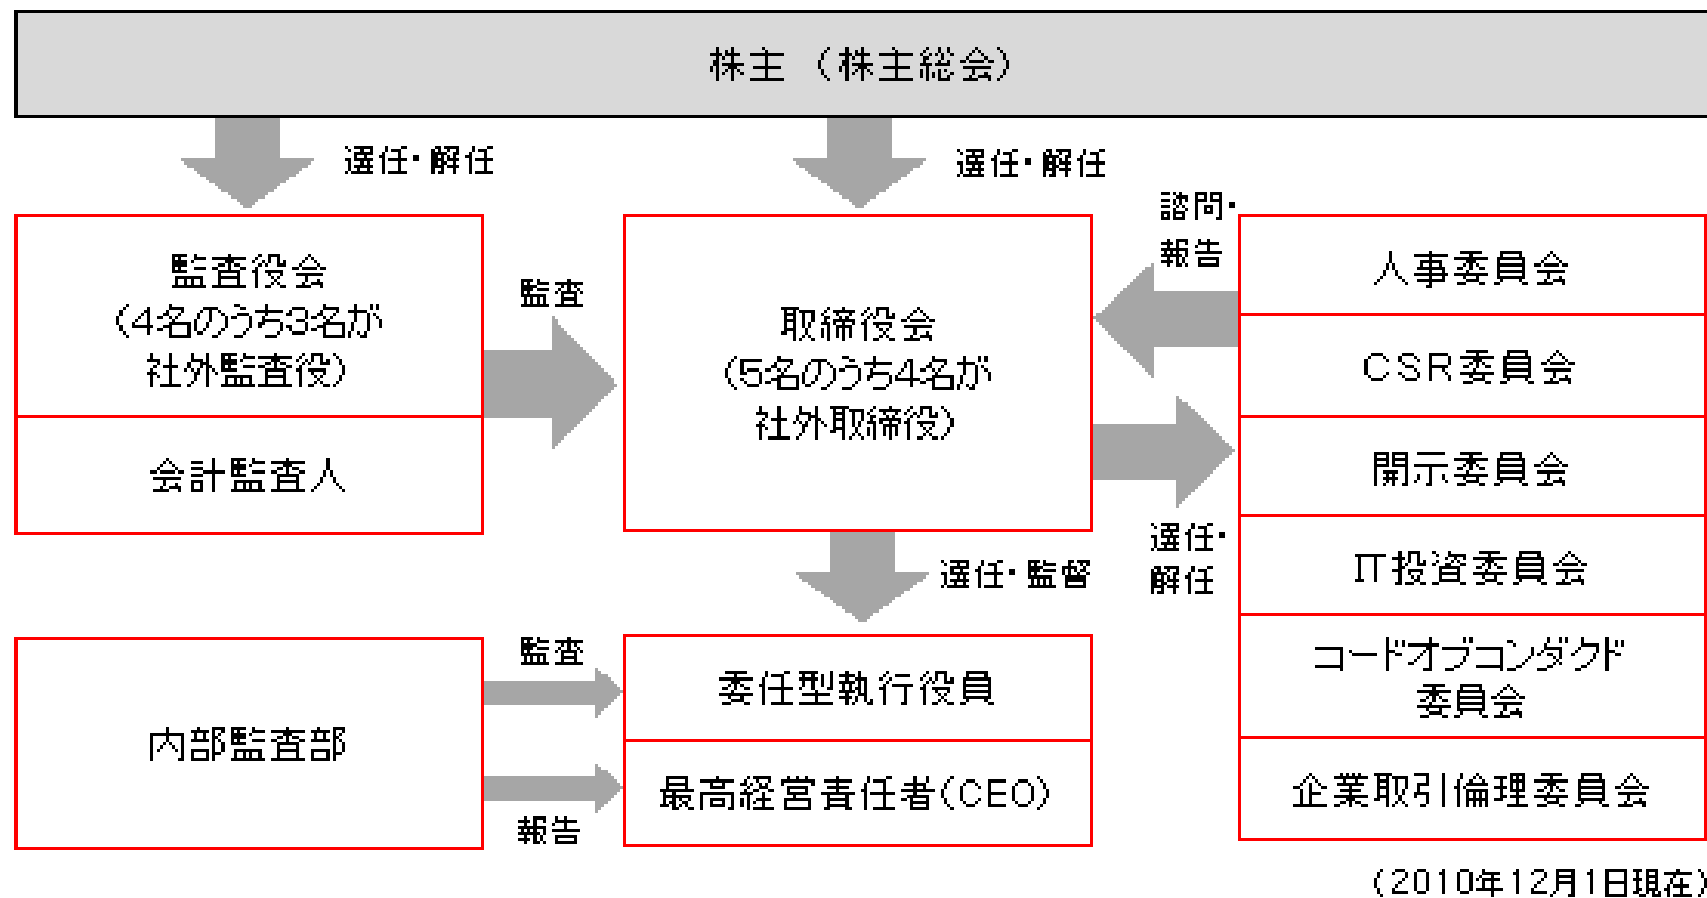 株主（株主総会）
選任・解任
選任・解任
監査役会
（4名のうち3名が
社外監査役）
会計監査人
監査
取締役会
（5名のうち4名が
社外取締役）
諮問・
報告
選任・
解任
人事委員会
CSR委員会
開示委員会
IT投資委員会
コードオブコンダクド
委員会
企業取引倫理委員会
選任・監督
内部監査部
監査
報告
委任型執行役員
最高経営責任者（CEO）
（2010年12月1日現在）